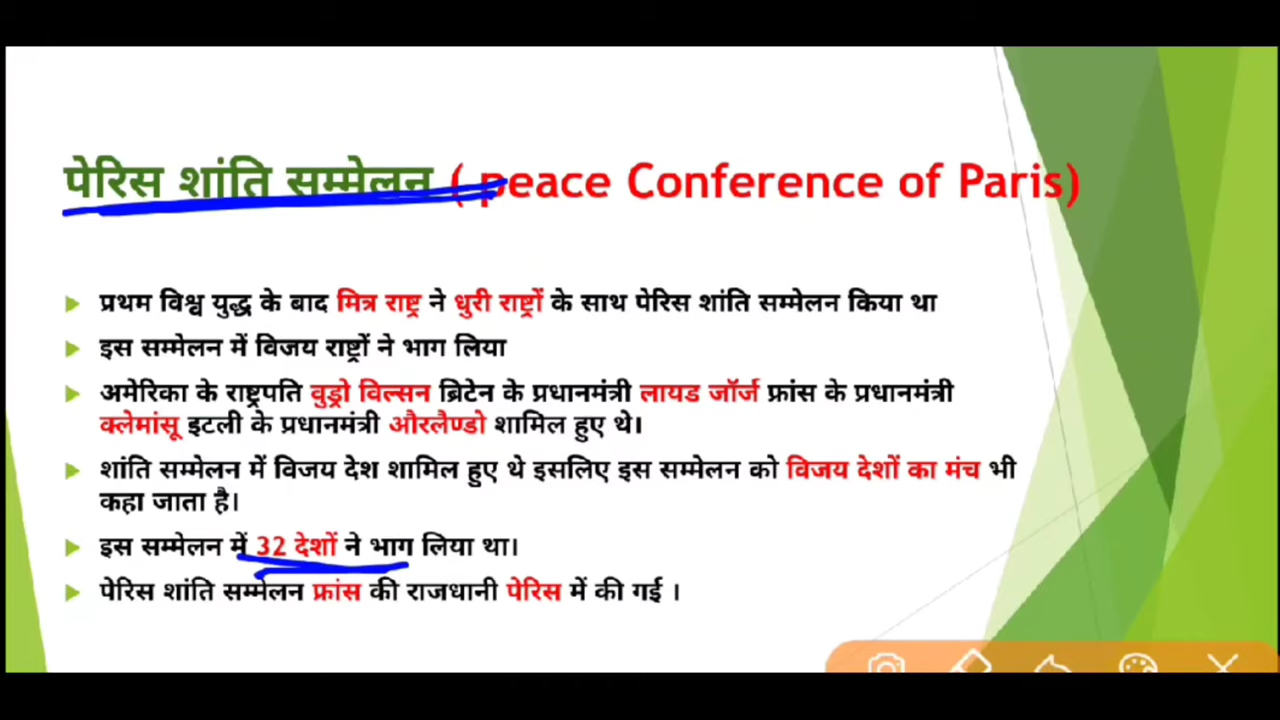 पेरिस शांति सम्मेलन ( peace Conference of Paris)
प्रथम विश्व युद्ध के बाद मित्र राष्ट्र ने धुरी राष्ट्रों के साथ पेरिस शांति सम्मेलन किया था
इस सम्मेलन में विजय राष्ट्रों ने भाग लिया
अमेरिका के राष्ट्रपति वुड्रो विल्सन ब्रिटेन के प्रधानमंत्री लायड जॉर्ज फ्रांस के प्रधानमंत्री
क्लेमांसू इटली के प्रधानमंत्री औरलैण्डो शामिल हुए थे।
शांति सम्मेलन में विजय देश शामिल हुए थे इसलिए इस सम्मेलन को विजय देशों का मंच भी
कहा जाता है।
इस सम्मेलन में 32 देशों ने भाग लिया था।
पेरिस शांति सम्मेलन फ्रांस की राजधानी पेरिस में की गई ।